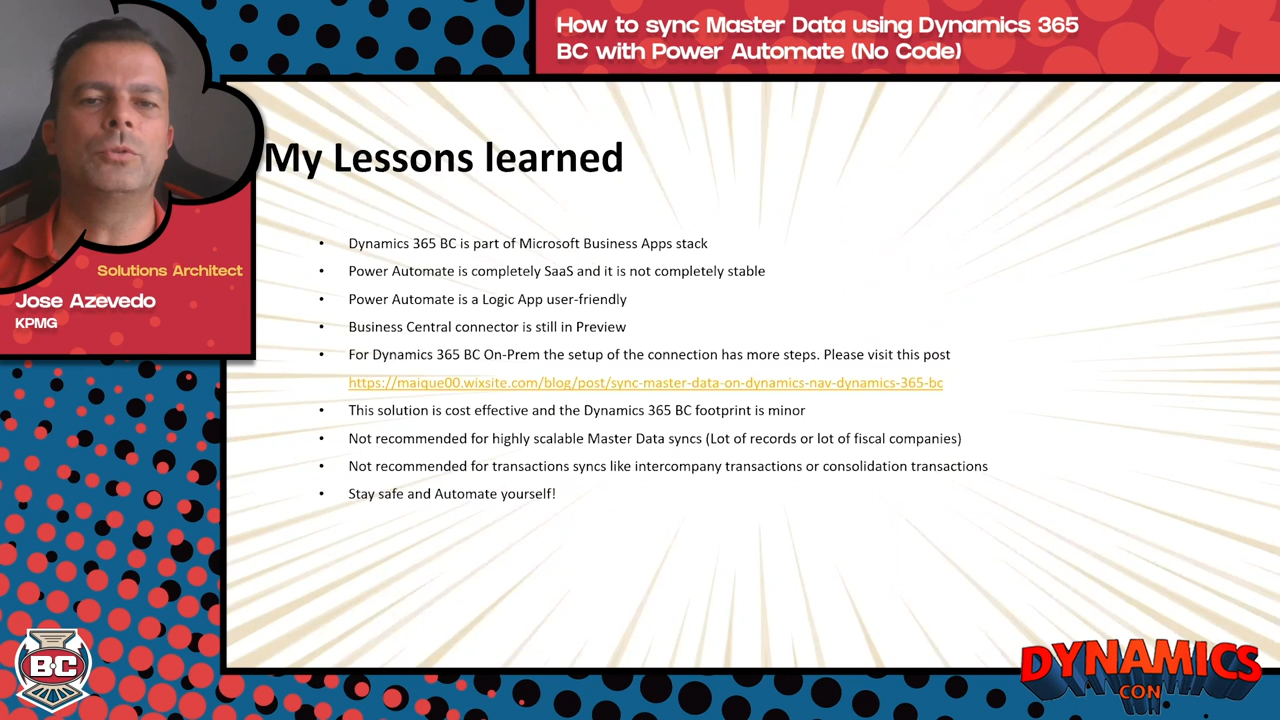 How to sync Master Data using Dynamics 365
BC with Power Automate (No Code)
My Lessons learned
Solutions Architect
Jose Azevedo
KPMG
• Dynamics 365 BC is part of Microsoft Business Apps stack
• Power Automate is completely SaaS and it is not completely stable
• Power Automate is a Logic App user-friendly
• Business Central connector is still in Preview
• For Dynamics 365 BC On-Prem the setup of the connection has more steps. Please visit this post
https://maique00.wixsite.com/blog/post/sync-master-data-on-dynamics-nav-dynamics-365-bc
• This solution is cost effective and the Dynamics 365 BC footprint is minor
• Not recommended for highly scalable Master Data syncs (Lot of records or lot of fiscal companies)
• Not recommended for transactions syncs like intercompany transactions or consolidation transactions
• Stay safe and Automate yourself!
B·C
DYNAMICS
CON